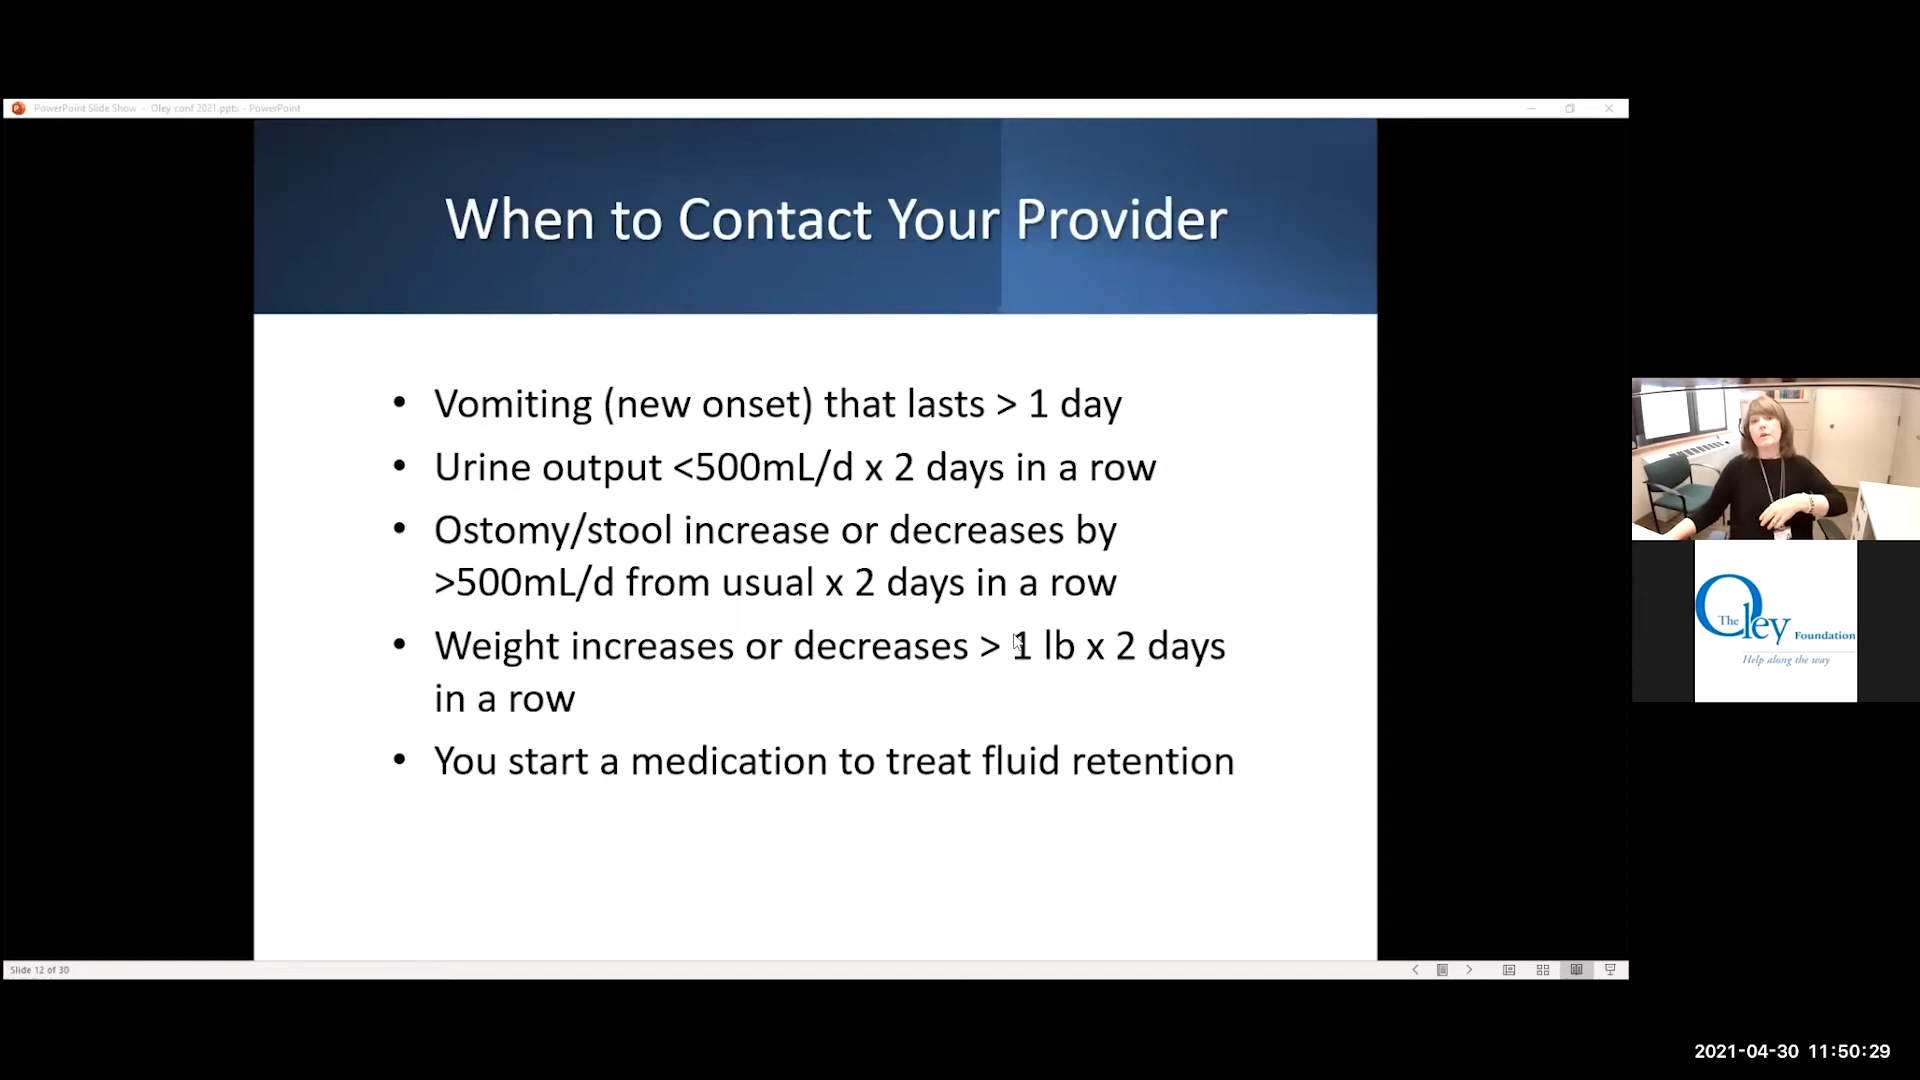 PowerPoint Slide Show - Oley conf 2021.pptx - PowerPoint
When to Contact Your Provider
• Vomiting (new onset) that lasts > 1 day
• Urine output <500mL/d x 2 days in a row
• Ostomy/stool increase or decreases by
>500mL/d from usual x 2 days in a row
• Weight increases or decreases > 1 lb x 2 days
in a row
• You start a medication to treat fluid retention
The Oley Foundation
Help along the way
Slide 12 of 30
2021-04-30 11:50:29